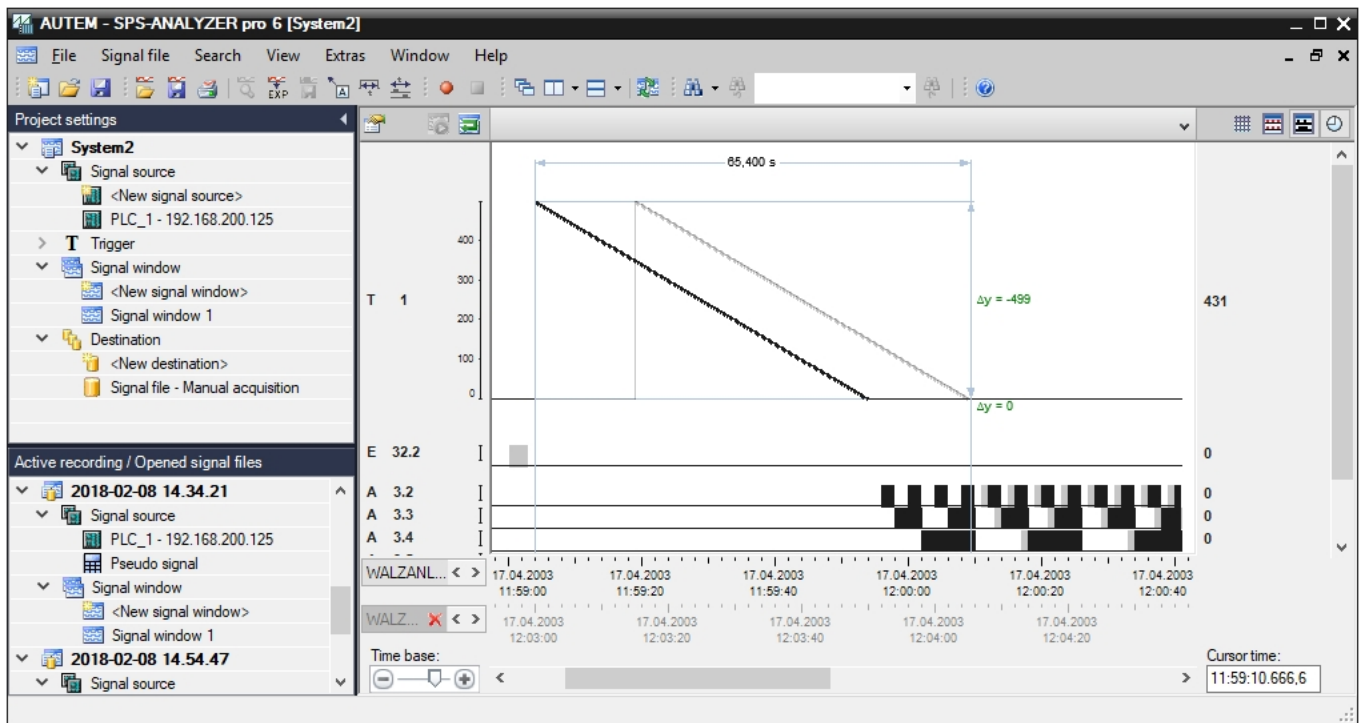 AUTEM - SPS-ANALYZER pro 6 [System2]
File Signal file Search View Extras Window Help
EXP
Project settings
System2
Signal source
<New signal source>
PLC_1 - 192.168.200.125
T Trigger
Signal window
<New signal window>
Signal window 1
Destination
<New destination>
Signal file - Manual acquisition
Active recording / Opened signal files
2018-02-08 14.34.21
Signal source
PLC_1 - 192.168.200.125
Pseudo signal
Signal window
<New signal window>
Signal window 1
2018-02-08 14.54.47
Signal source
65,400 s
400
300
200
100
0
T 1
Δy = -499
431
Δy = 0
E 32.2 0
A 3.2 0
A 3.3 0
A 3.4 0
WALZANL...
17.04.2003 17.04.2003 17.04.2003 17.04.2003 17.04.2003 17.04.2003
11:59:00 11:59:20 11:59:40 12:00:00 12:00:20 12:00:40
WALZ...
17.04.2003 17.04.2003 17.04.2003 17.04.2003 17.04.2003
12:03:00 12:03:20 12:03:40 12:04:00 12:04:20
Time base:
Cursor time:
11:59:10.666,6